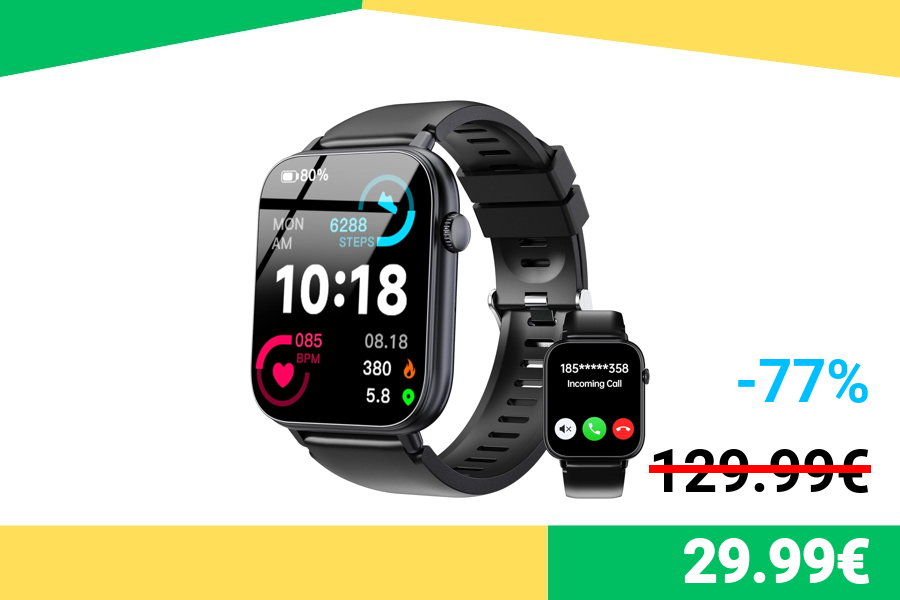 80%
MON
6288
AM
STEPS
10:18
085
BPM
08.18
380
5.8
185*****358
Incoming Call
-77%
129.99€
29.99€